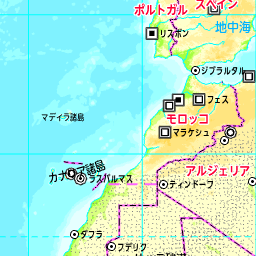 ポルトガル
スペイン
リスボン
地中海
ジブラルタル
フェス
マデイラ諸島
モロッコ
マラケシュ
カナリア諸島
ラスパルマス
アルジェリア
ティンドーフ
ダフラ
フデリク